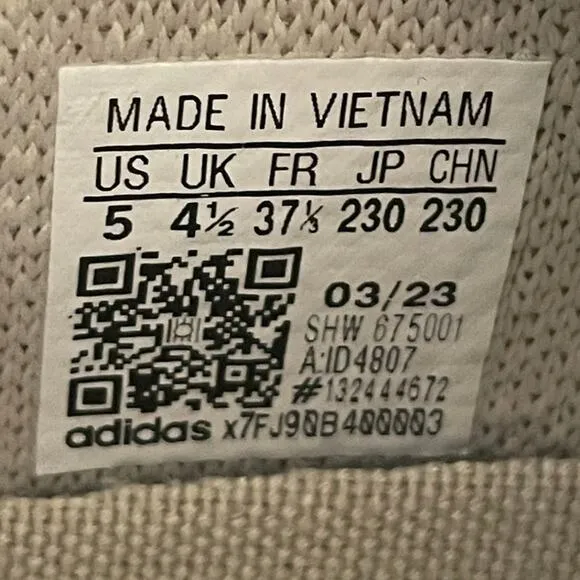 MADE IN VIETNAM
US UK FR JP CHN
5 4½ 37⅓ 230 230
03/23
SHW 675001
A:ID4807
#132444672
adidas x7FJ90B400003